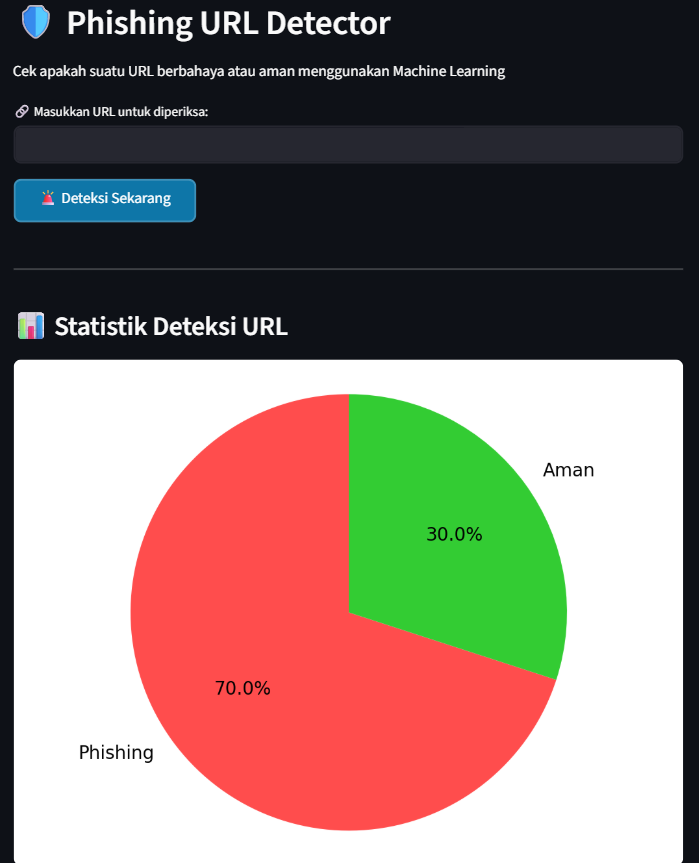 Phishing URL Detector
Cek apakah suatu URL berbahaya atau aman menggunakan Machine Learning
Masukkan URL untuk diperiksa:
Deteksi Sekarang
Statistik Deteksi URL
Aman
30.0%
70.0%
Phishing